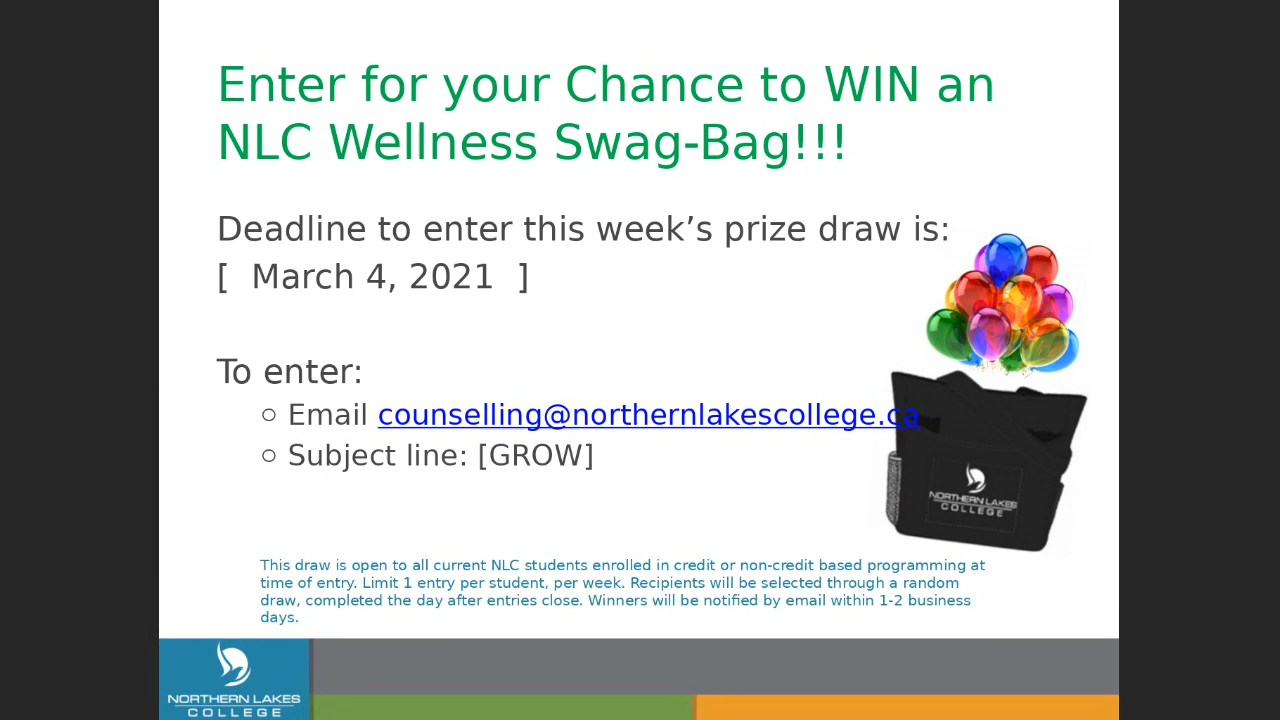 Enter for your Chance to WIN an
NLC Wellness Swag-Bag!!!
Deadline to enter this week’s prize draw is:
[  March 4, 2021  ]
To enter:
○ Email counselling@northernlakescollege.ca
○ Subject line: [GROW]
NORTHERN LAKES
COLLEGE
This draw is open to all current NLC students enrolled in credit or non-credit based programming at
time of entry. Limit 1 entry per student, per week. Recipients will be selected through a random
draw, completed the day after entries close. Winners will be notified by email within 1-2 business
days.
NORTHERN LAKES
COLLEGE